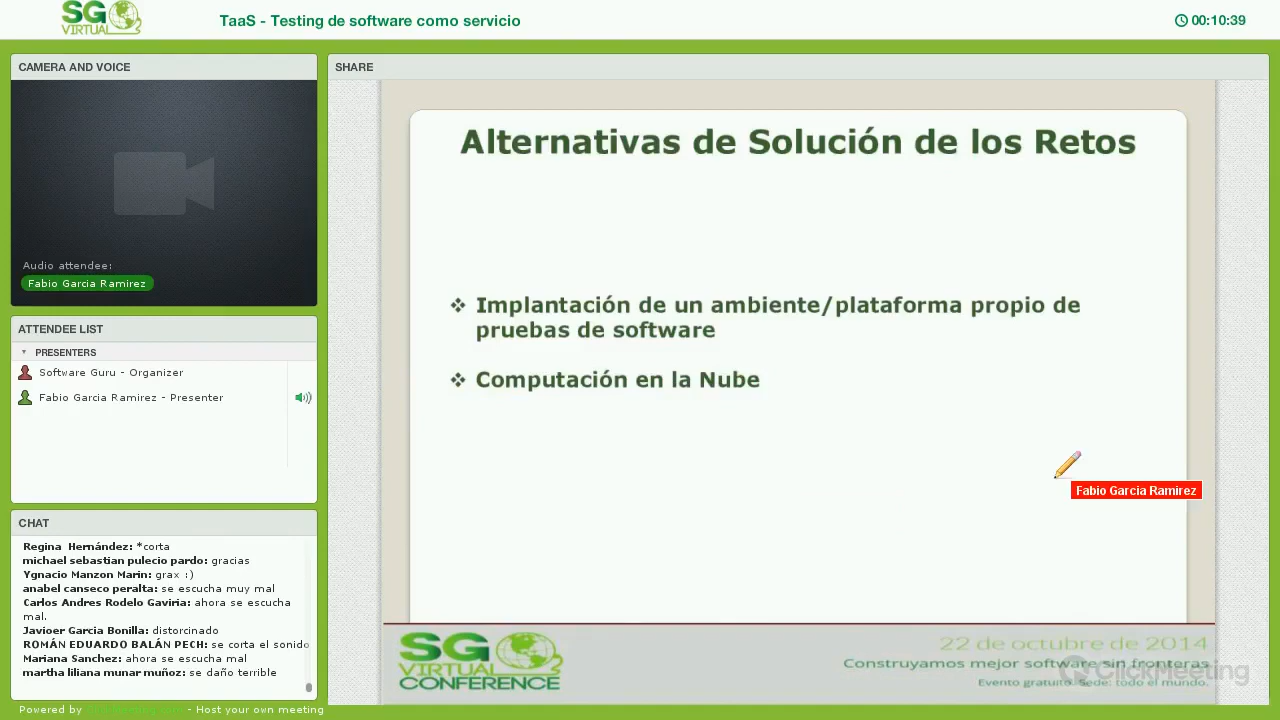 SG
VIRTUAL
TaaS - Testing de software como servicio
00:10:39
CAMERA AND VOICE
Audio attendee:
Fabio Garcia Ramirez
ATTENDEE LIST
PRESENTERS
Software Guru - Organizer
Fabio Garcia Ramirez - Presenter
CHAT
Regina Hernández: *corta
michael sebastian pulecio pardo: gracias
Ygnacio Manzon Marin: grax :)
anabel canseco peralta: se escucha muy mal
Carlos Andres Rodelo Gaviria: ahora se escucha
mal.
Javioer Garcia Bonilla: distorcinado
ROMÁN EDUARDO BALÁN PECH: se corta el sonido
Mariana Sanchez: ahora se escucha mal
martha liliana munar muñoz: se daño terrible
Powered by - Host your own meeting
SHARE
Alternativas de Solución de los Retos
❖ Implantación de un ambiente/plataforma propio de
pruebas de software
❖ Computación en la Nube
Fabio Garcia Ramirez
SG
VIRTUAL
CONFERENCE
22 de octubre de 2014
Construyamos mejor software sin fronteras
Evento gratuito. Sede: todo el mundo.
ClickMeeting